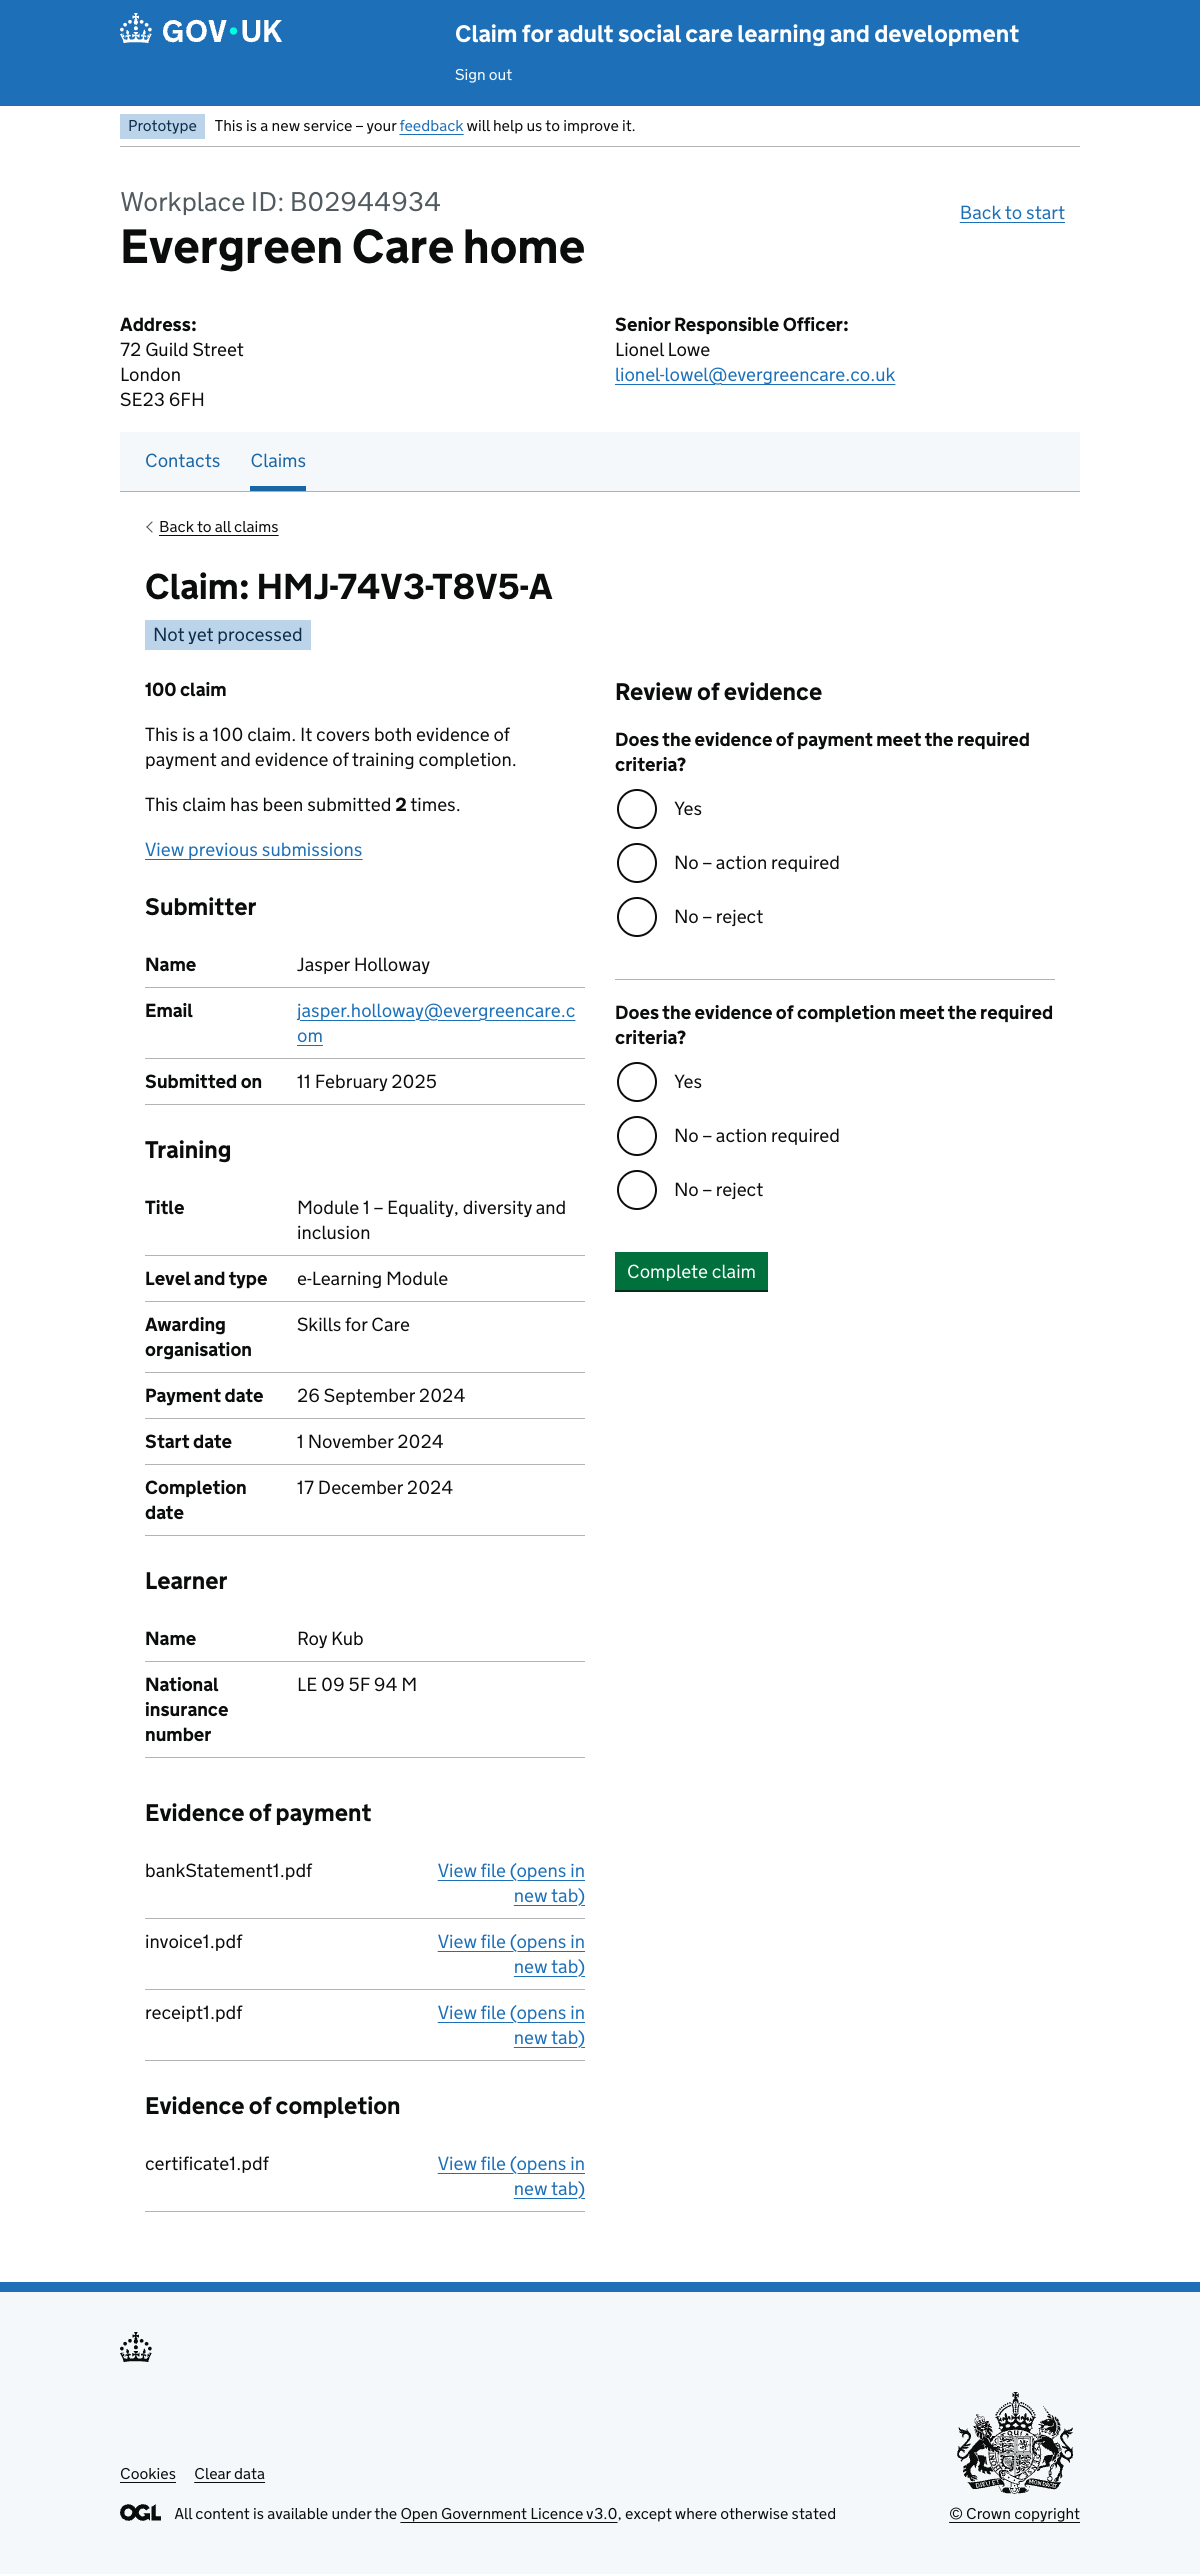 GOV·UK
Claim for adult social care learning and development
Sign out
Prototype This is a new service – your feedback will help us to improve it.
Workplace ID: B02944934
Evergreen Care home
Back to start
Address:
72 Guild Street
London
SE23 6FH
Senior Responsible Officer:
Lionel Lowe
lionel-lowel@evergreencare.co.uk
Contacts Claims
Back to all claims
Claim: HMJ-74V3-T8V5-A
Not yet processed
100 claim
This is a 100 claim. It covers both evidence of
payment and evidence of training completion.
This claim has been submitted 2 times.
View previous submissions
Submitter
Name Jasper Holloway
Email jasper.holloway@evergreencare.c
om
Submitted on 11 February 2025
Training
Title Module 1 – Equality, diversity and
inclusion
Level and type e-Learning Module
Awarding
organisation Skills for Care
Payment date 26 September 2024
Start date 1 November 2024
Completion
date 17 December 2024
Learner
Name Roy Kub
National
insurance
number LE 09 5F 94 M
Evidence of payment
bankStatement1.pdf View file (opens in
new tab)
invoice1.pdf View file (opens in
new tab)
receipt1.pdf View file (opens in
new tab)
Evidence of completion
certificate1.pdf View file (opens in
new tab)
Review of evidence
Does the evidence of payment meet the required
criteria?
Yes
No – action required
No – reject
Does the evidence of completion meet the required
criteria?
Yes
No – action required
No – reject
Complete claim
Cookies Clear data
OGL All content is available under the Open Government Licence v3.0, except where otherwise stated
© Crown copyright